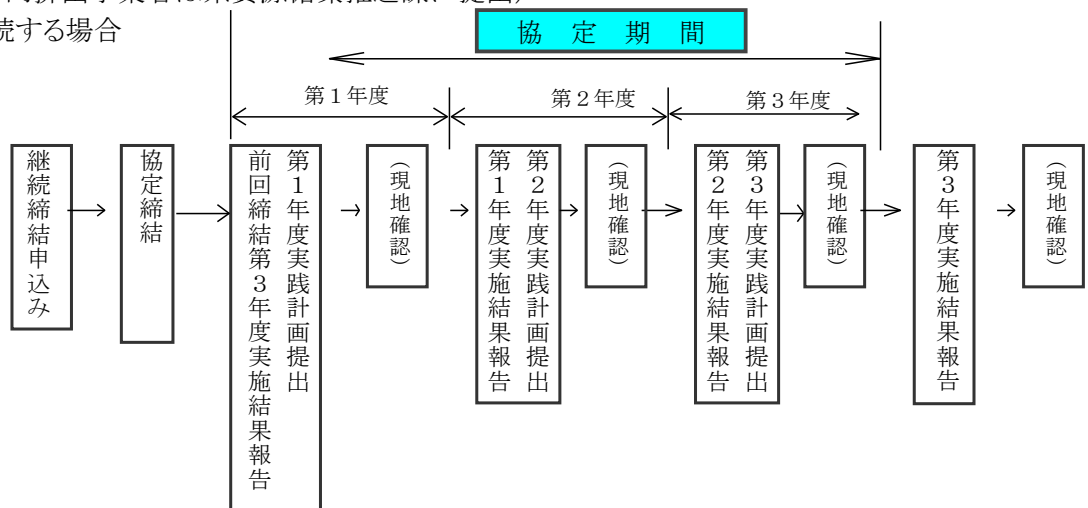 続する場合
協 定 期 間
第１年度
第２年度
第３年度
継続締結申込み
協定締結
第１年度実践計画提出
前回締結第３年度実施結果報告
（現地確認）
第２年度実践計画提出
第１年度実施結果報告
（現地確認）
第３年度実践計画提出
第２年度実施結果報告
（現地確認）
第３年度実施結果報告
（現地確認）